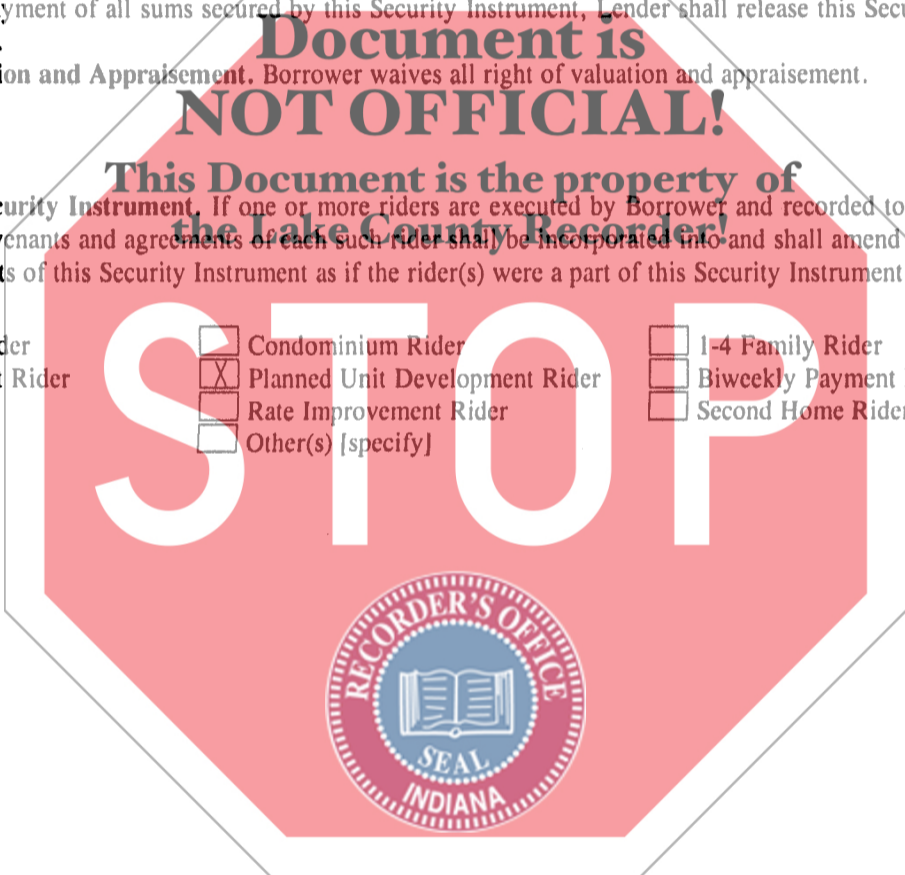 yment of all sums secured by this Security Instrument, Lender shall release this Secu
Document is
ion and Appraisement. Borrower waives all right of valuation and appraisement.
NOT OFFICIAL!
This Document is the property of
curity Instrument. If one or more riders are executed by Borrower and recorded to
the Lake County Recorder!
venants and agreements of each such rider shall be incorporated into and shall amend
ts of this Security Instrument as if the rider(s) were a part of this Security Instrument
der Condominium Rider 1-4 Family Rider
t Rider X Planned Unit Development Rider Biweekly Payment
Rate Improvement Rider Second Home Rider
Other(s) [specify]
STOP
RECORDER'S OFFICE
SEAL
INDIANA